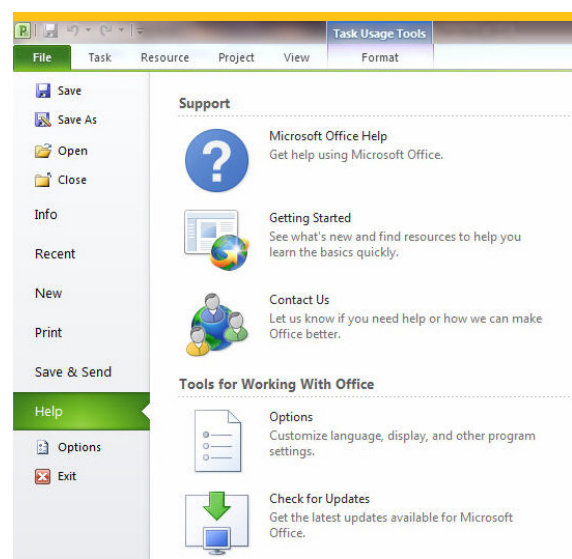 Task Usage Tools
File Task Resource Project View Format
Save
Save As
Open
Close
Info
Recent
New
Print
Save & Send
Help
Options
Exit
Support
Microsoft Office Help
Get help using Microsoft Office.
Getting Started
See what's new and find resources to help you
learn the basics quickly.
Contact Us
Let us know if you need help or how we can make
Office better.
Tools for Working With Office
Options
Customize language, display, and other program
settings.
Check for Updates
Get the latest updates available for Microsoft
Office.